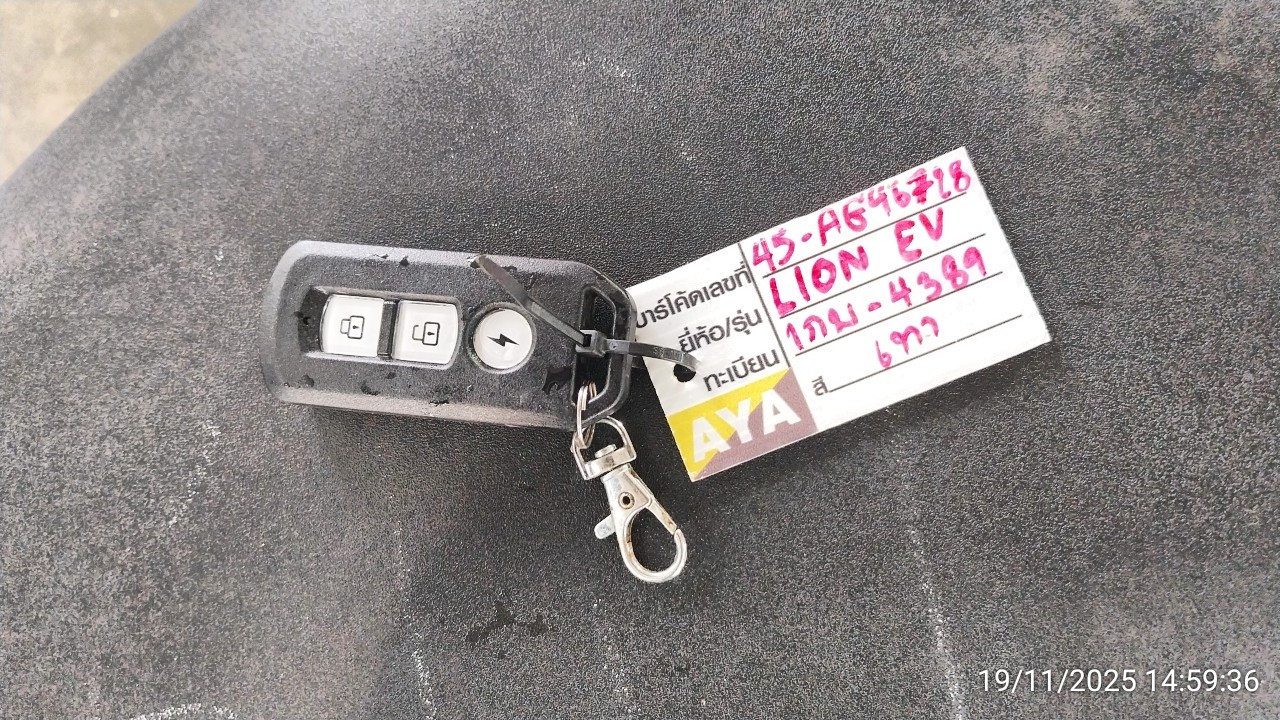 บาร์โค้ดเลขที่ 45-AG46728
ยี่ห้อ/รุ่น LION EV
ทะเบียน 1กบ-4389
สี เทา
AYA
19/11/2025 14:59:36